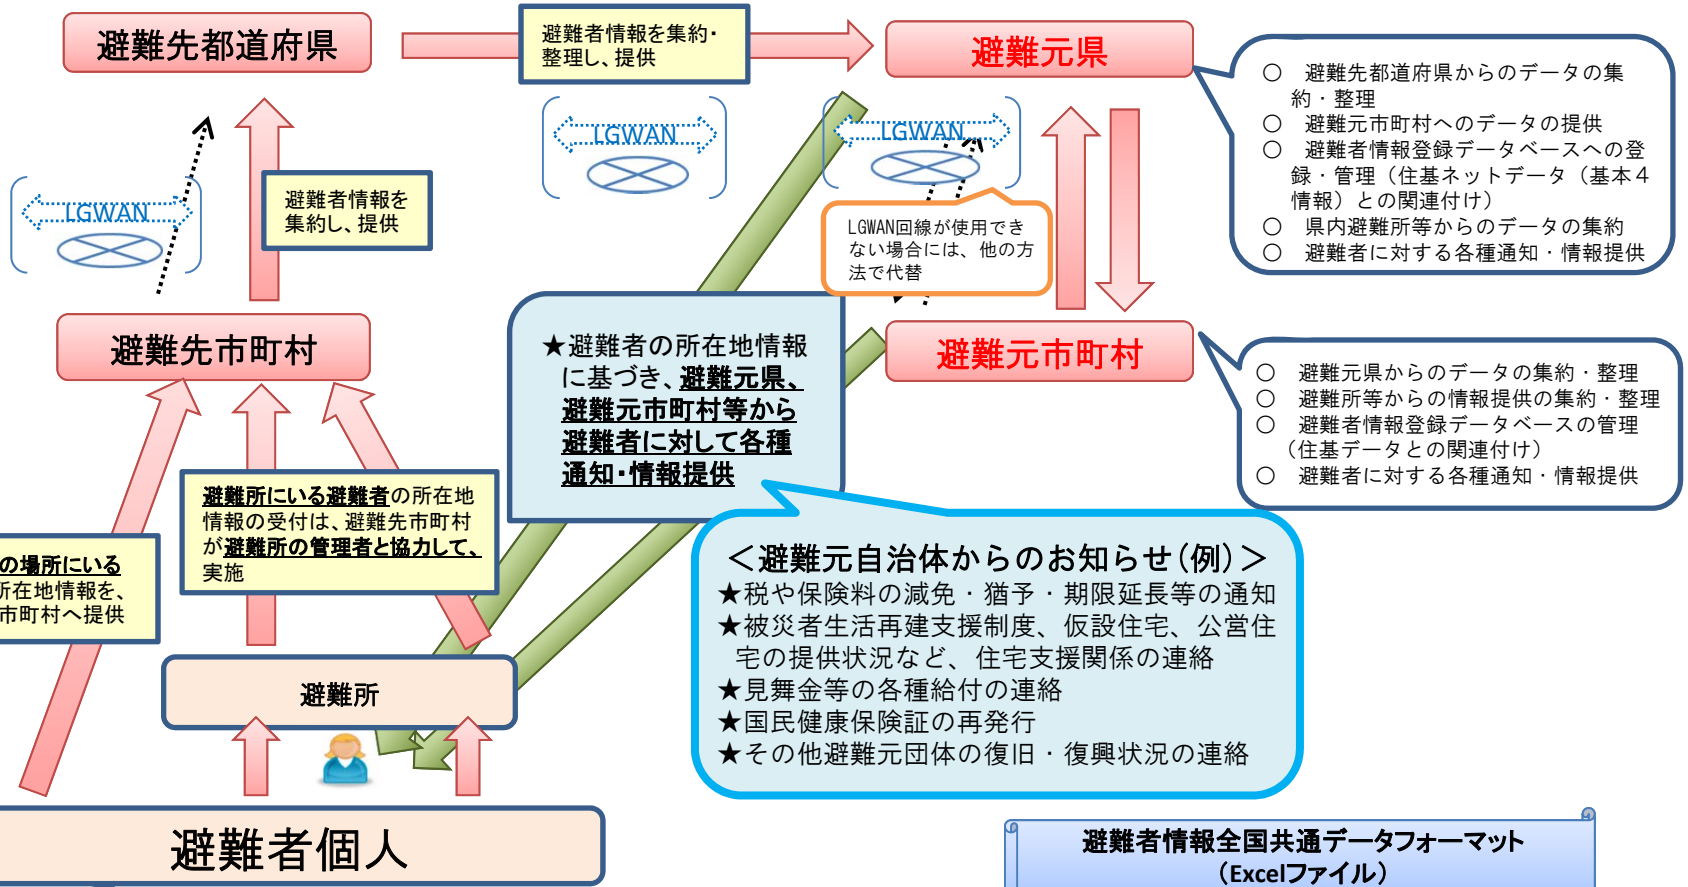 避難先都道府県
避難者情報を集約・
整理し、提供
避難元県
○　避難先都道府県からのデータの集
約・整理
○　避難元市町村へのデータの提供
○　避難者情報登録データベースへの登
録・管理（住基ネットデータ（基本４
情報）との関連付け）
○　県内避難所等からのデータの集約
○　避難者に対する各種通知・情報提供
LGWAN
LGWAN
LGWAN
避難者情報を
集約し、提供
LGWAN回線が使用でき
ない場合には、他の方
法で代替
避難先市町村
★避難者の所在地情報
に基づき、避難元県、
避難元市町村等から
避難者に対して各種
通知・情報提供
避難元市町村
○　避難元県からのデータの集約・整理
○　避難所等からの情報提供の集約・整理
○　避難者情報登録データベースの管理
（住基データとの関連付け）
○　避難者に対する各種通知・情報提供
避難所にいる避難者の所在地
情報の受付は、避難先市町村
が避難所の管理者と協力して、
実施
の場所にいる
所在地情報を、
市町村へ提供
＜避難元自治体からのお知らせ（例）＞
★税や保険料の減免・猶予・期限延長等の通知
★被災者生活再建支援制度、仮設住宅、公営住
宅の提供状況など、住宅支援関係の連絡
★見舞金等の各種給付の連絡
★国民健康保険証の再発行
★その他避難元団体の復旧・復興状況の連絡
避難所
避難者個人
避難者情報全国共通データフォーマット
（Excelファイル）